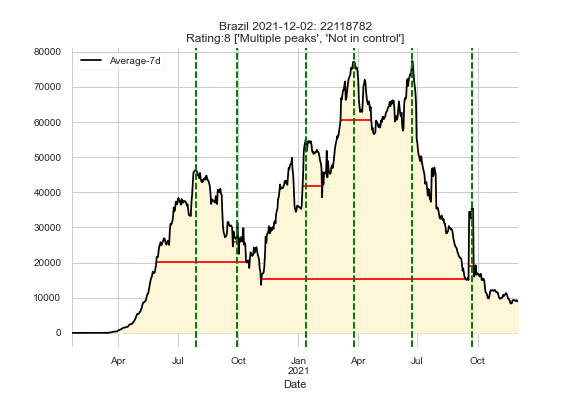 Brazil 2021-12-02: 22118782
Rating:8 ['Multiple peaks', 'Not in control']
Average-7d
80000
70000
60000
50000
40000
30000
20000
10000
0
Apr
Jul
Oct
Jan
2021
Apr
Jul
Oct
Date